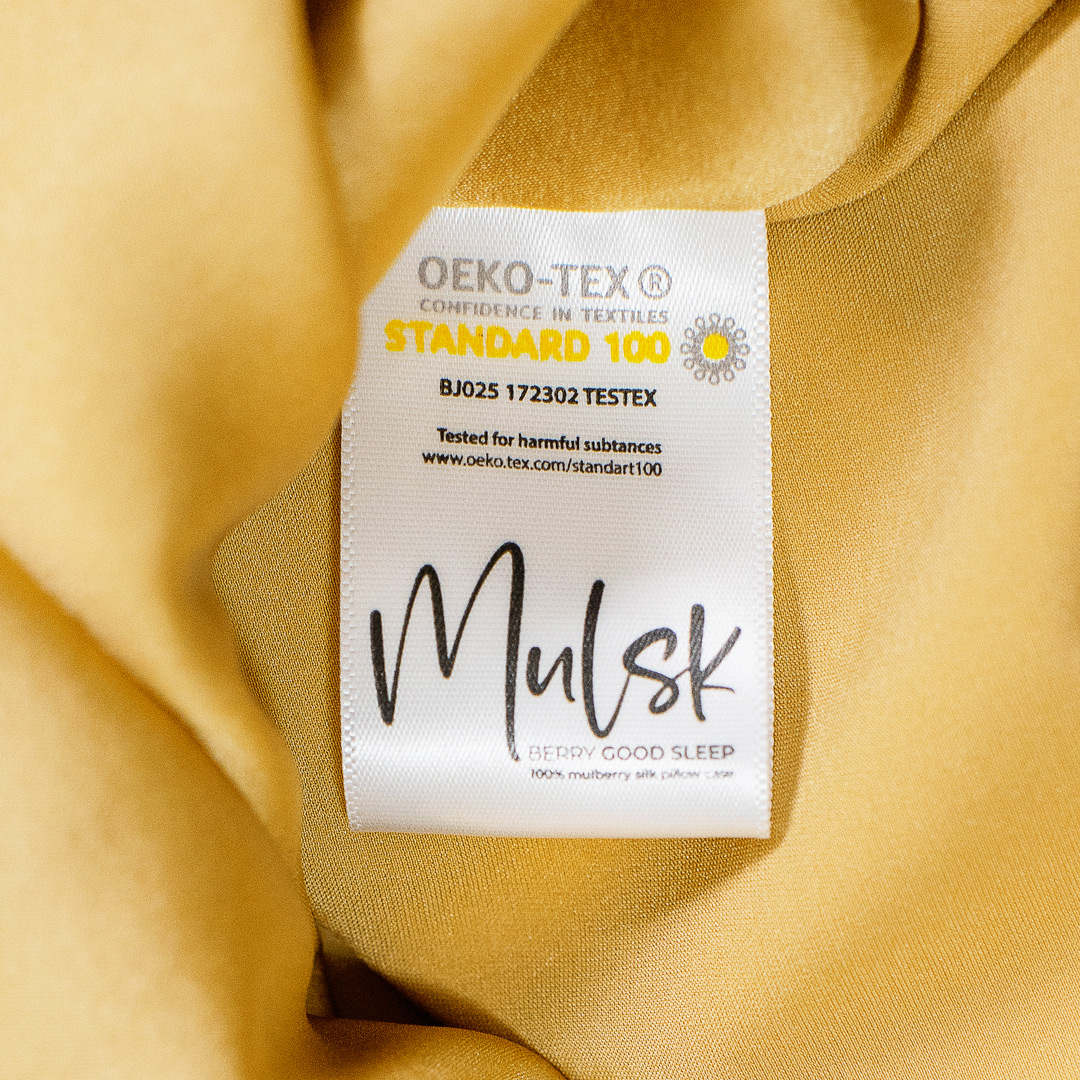 OEKO-TEX ®
CONFIDENCE IN TEXTILES
STANDARD 100
BJ025 172302 TESTEX
Tested for harmful subtances
www.oeko.tex.com/standart100
Mulsk
BERRY GOOD SLEEP
100% mulberry silk pillow case